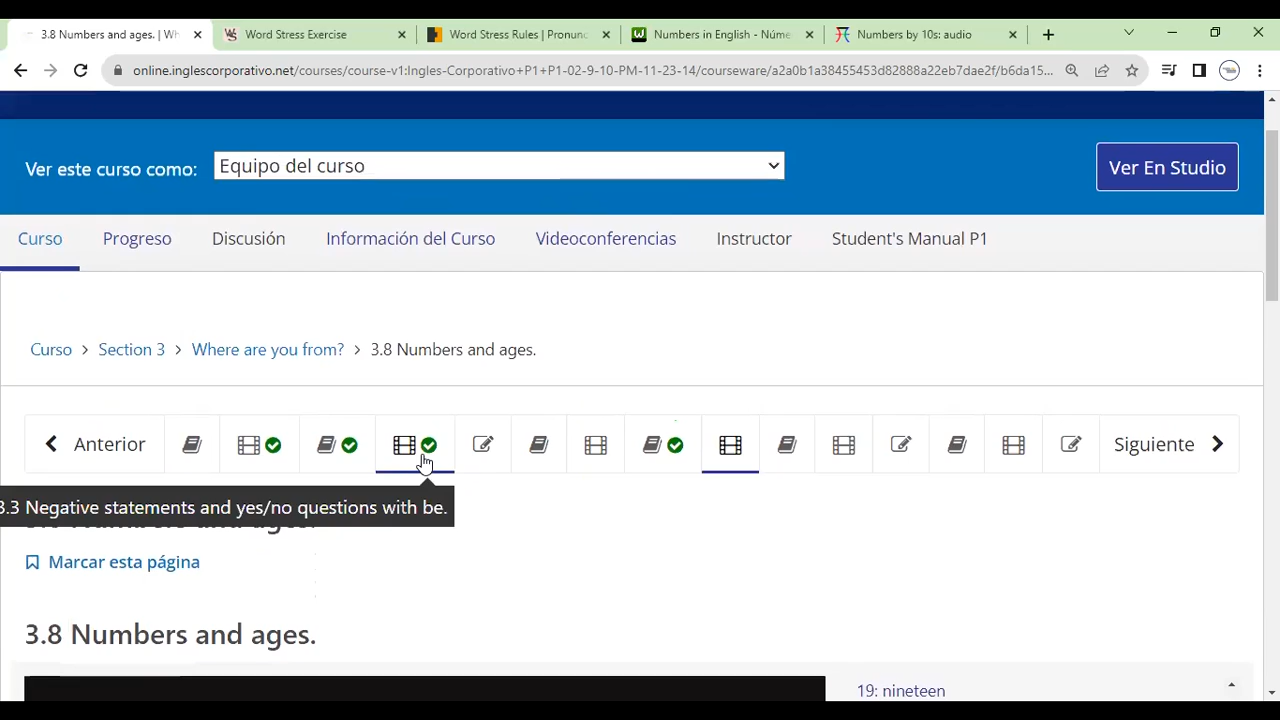 3.8 Numbers and ages. | Wh
Word Stress Exercise
Word Stress Rules | Pronunc
Numbers in English - Núme
Numbers by 10s: audio
online.inglescorporativo.net/courses/course-v1:Ingles-Corporativo+P1+P1-02-9-10-PM-11-23-14/courseware/a2a0b1a38455453d82888a22eb7dae2f/b6da15...
Ver este curso como:
Equipo del curso
Ver En Studio
Curso
Progreso
Discusión
Información del Curso
Videoconferencias
Instructor
Student's Manual P1
Curso > Section 3 > Where are you from? > 3.8 Numbers and ages.
Anterior
Siguiente
3.3 Negative statements and yes/no questions with be.
Marcar esta página
3.8 Numbers and ages.
19: nineteen